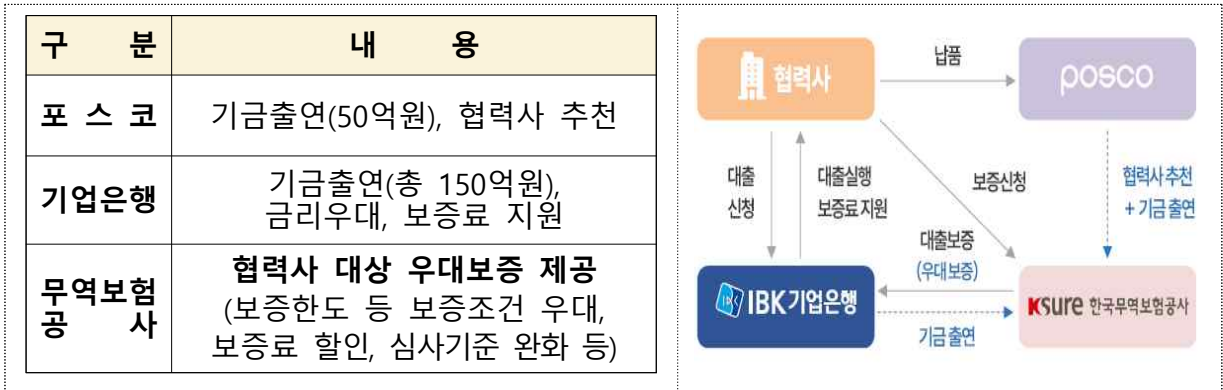 구 분 내 용
포 스 코 기금출연(50억원), 협력사 추천
기업은행 기금출연(총 150억원),
금리우대, 보증료 지원
무역보험
공 사
협력사 대상 우대보증 제공
(보증한도 등 보증조건 우대,
보증료 할인, 심사기준 완화 등)
협력사
납품
posco
대출
신청
대출실행
보증료 지원
보증신청
협력사 추천
+ 기금 출연
대출보증
(우대보증)
IBK기업은행
기금 출연
Ksure 한국무역보험공사